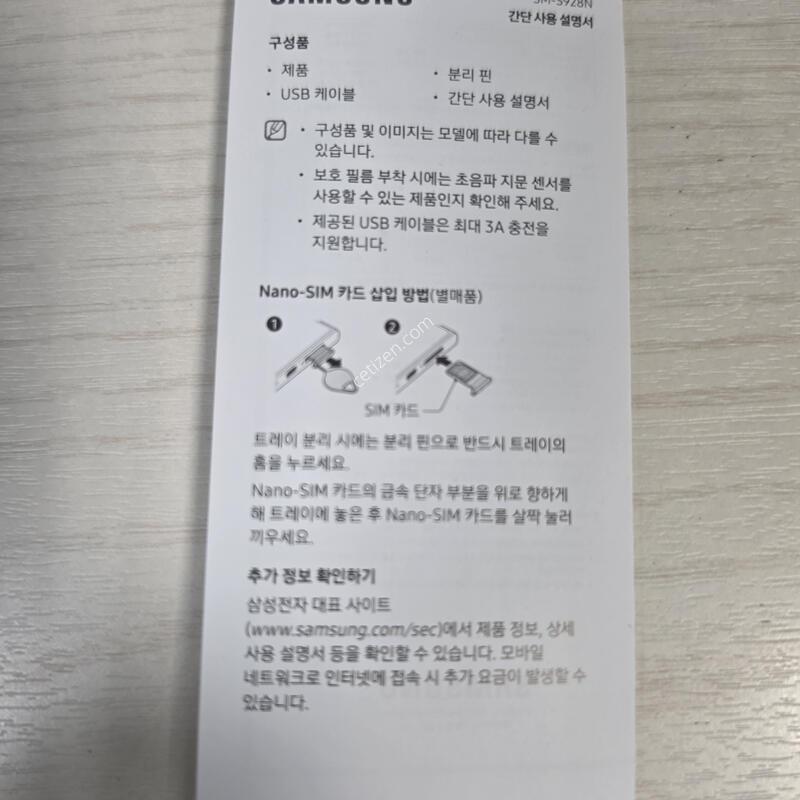 SAMSUNG
SM-S928N
간단 사용 설명서
구성품
• 제품
• 분리 핀
• USB 케이블
• 간단 사용 설명서
• 구성품 및 이미지는 모델에 따라 다를 수
있습니다.
• 보호 필름 부착 시에는 초음파 지문 센서를
사용할 수 있는 제품인지 확인해 주세요.
• 제공된 USB 케이블은 최대 3A 충전을
지원합니다.
Nano-SIM 카드 삽입 방법(별매품)
1
2
cetizen.com
SIM 카드
트레이 분리 시에는 분리 핀으로 반드시 트레이의
홈을 누르세요.
Nano-SIM 카드의 금속 단자 부분을 위로 향하게
해 트레이에 놓은 후 Nano-SIM 카드를 살짝 눌러
끼우세요.
추가 정보 확인하기
삼성전자 대표 사이트
(www.samsung.com/sec)에서 제품 정보, 상세
사용 설명서 등을 확인할 수 있습니다. 모바일
네트워크로 인터넷에 접속 시 추가 요금이 발생할 수
있습니다.